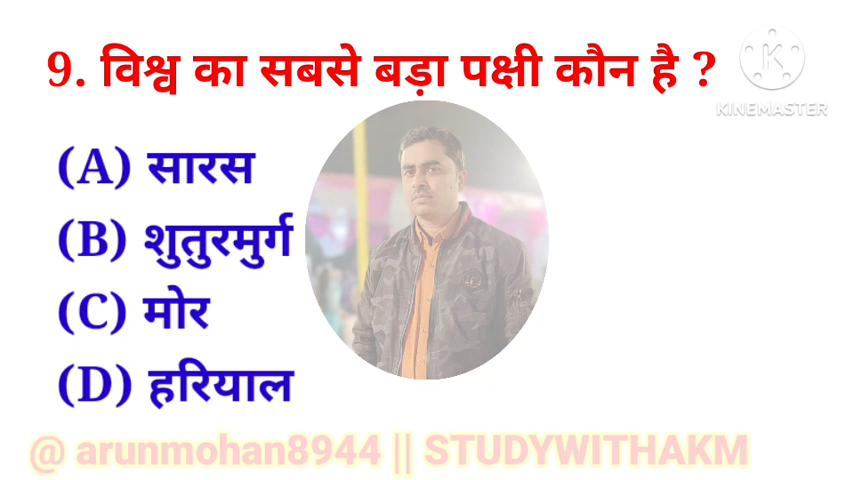 9. विश्व का सबसे बड़ा पक्षी कौन है ?
KINEMASTER
(A) सारस
(B) शुतुरमुर्ग
(C) मोर
(D) हरियाल
@ arunmohan8944 || STUDYWITHAKM